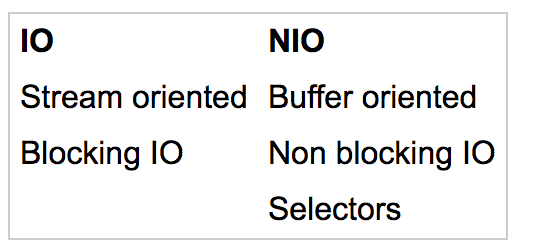 IO NIO
Stream oriented Buffer oriented
Blocking IO Non blocking IO
Selectors